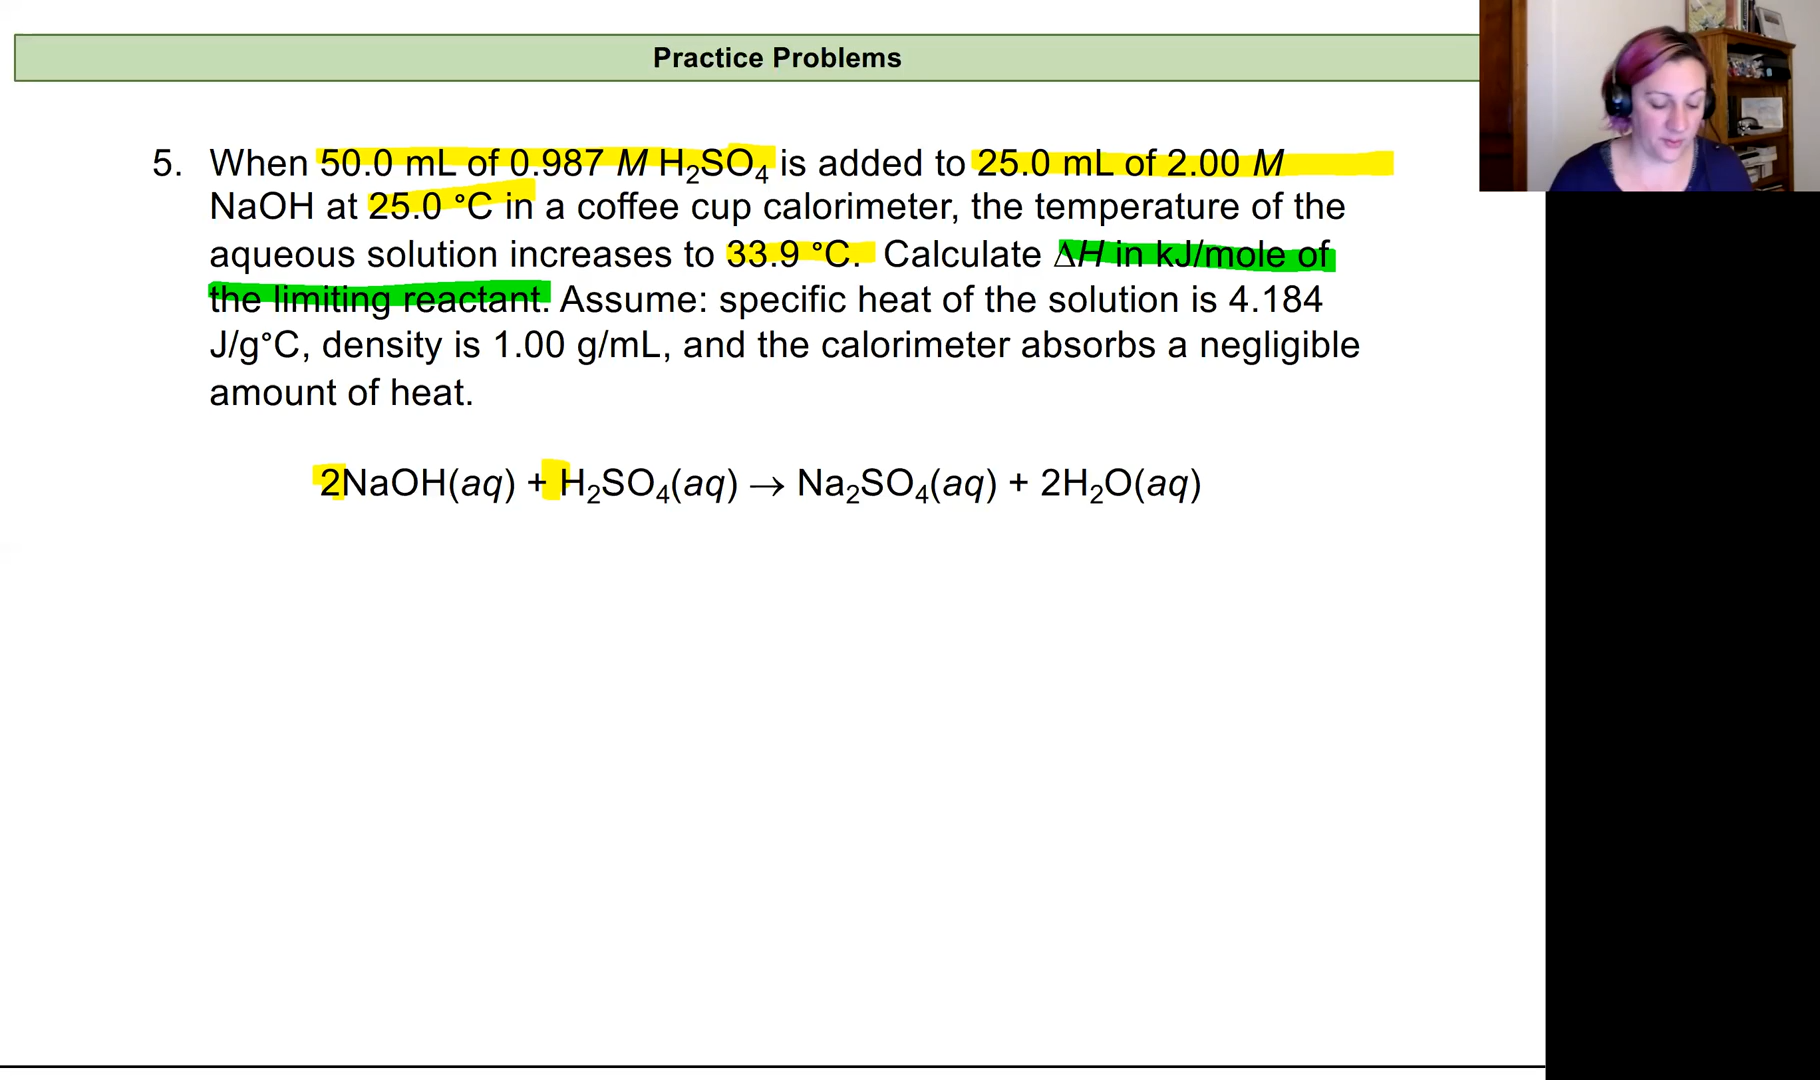 Practice Problems
5. When 50.0 mL of 0.987 M H₂SO₄ is added to 25.0 mL of 2.00 M
NaOH at 25.0 °C in a coffee cup calorimeter, the temperature of the
aqueous solution increases to 33.9 °C. Calculate ΔH in kJ/mole of
the limiting reactant. Assume: specific heat of the solution is 4.184
J/g°C, density is 1.00 g/mL, and the calorimeter absorbs a negligible
amount of heat.
2NaOH(aq) + H₂SO₄(aq) → Na₂SO₄(aq) + 2H₂O(aq)